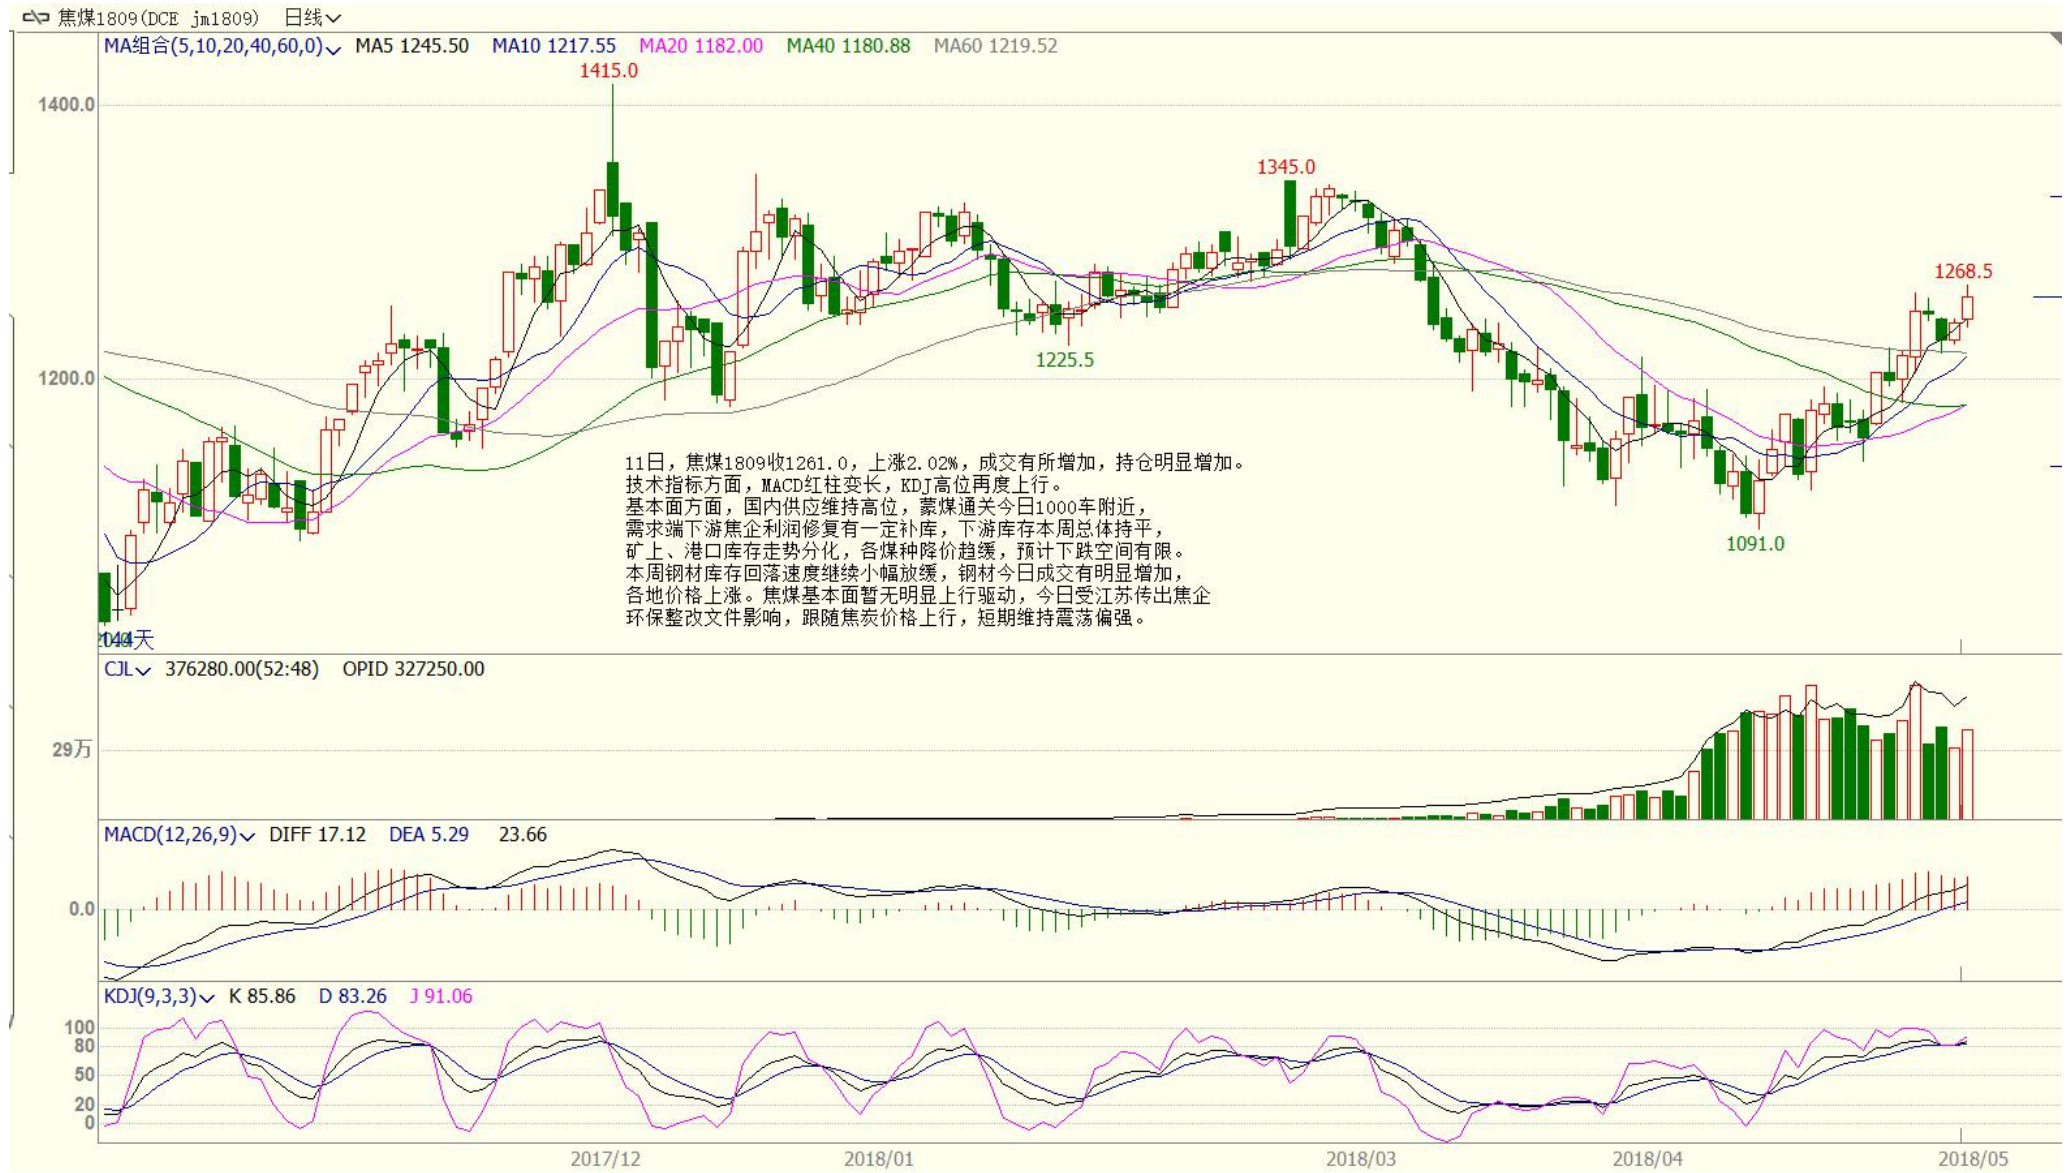 焦煤1809(DCE jm1809) 日线
MA组合(5,10,20,40,60,0) MA5 1245.50 MA10 1217.55 MA20 1182.00 MA40 1180.88 MA60 1219.52
1415.0
1400.0
1345.0
1268.5
1225.5
1200.0
11日，焦煤1809收1261.0，上涨2.02%，成交有所增加，持仓明显增加。
技术指标方面，MACD红柱变长，KDJ高位再度上行。
基本面方面，国内供应维持高位，蒙煤通关今日1000车附近，
需求端下游焦企利润修复有一定补库，下游库存本周总体持平，
矿上、港口库存走势分化，各煤种降价趋缓，预计下跌空间有限。
本周钢材库存回落速度继续小幅放缓，钢材今日成交有明显增加，
各地价格上涨。焦煤基本面暂无明显上行驱动，今日受江苏传出焦企
环保整改文件影响，跟随焦炭价格上行，短期维持震荡偏强。
1091.0
144天
CJL 376280.00(52:48) OPID 327250.00
29万
MACD(12,26,9) DIFF 17.12 DEA 5.29 23.66
0.0
KDJ(9,3,3) K 85.86 D 83.26 J 91.06
100
80
50
20
0
2017/12 2018/01 2018/03 2018/04 2018/05